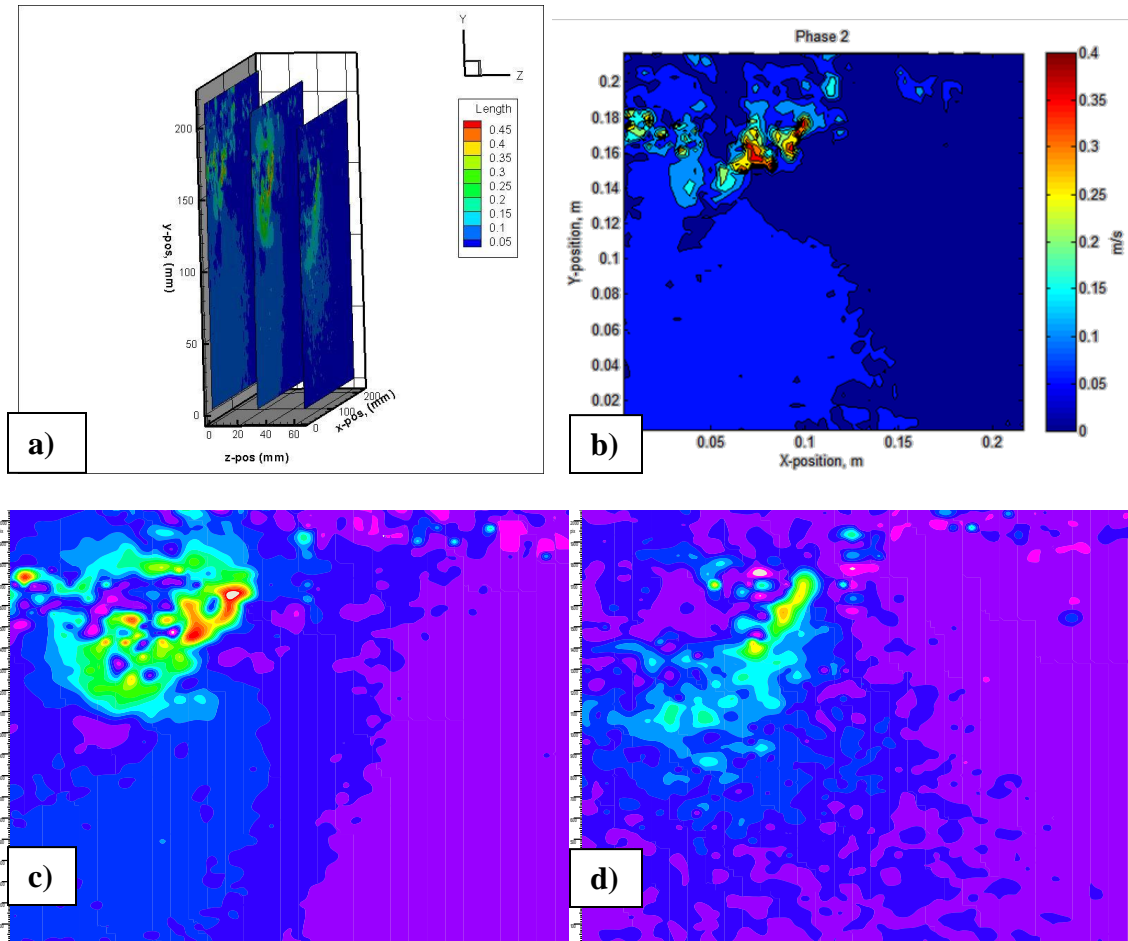 Y
Z
Length
0.45
0.4
0.35
0.3
0.25
0.2
0.15
0.1
0.05
y-pos, (mm)
200
150
100
50
0
0 20 40 60
z-pos (mm)
0 100 200
x-pos, (mm)
a)
Phase 2
Y-position, m
0.2
0.18
0.16
0.14
0.12
0.1
0.08
0.06
0.04
0.02
0.05 0.1 0.15 0.2
X-position, m
0.4
0.35
0.3
0.25
0.2
0.15
0.1
0.05
0
m/s
b)
c)
d)